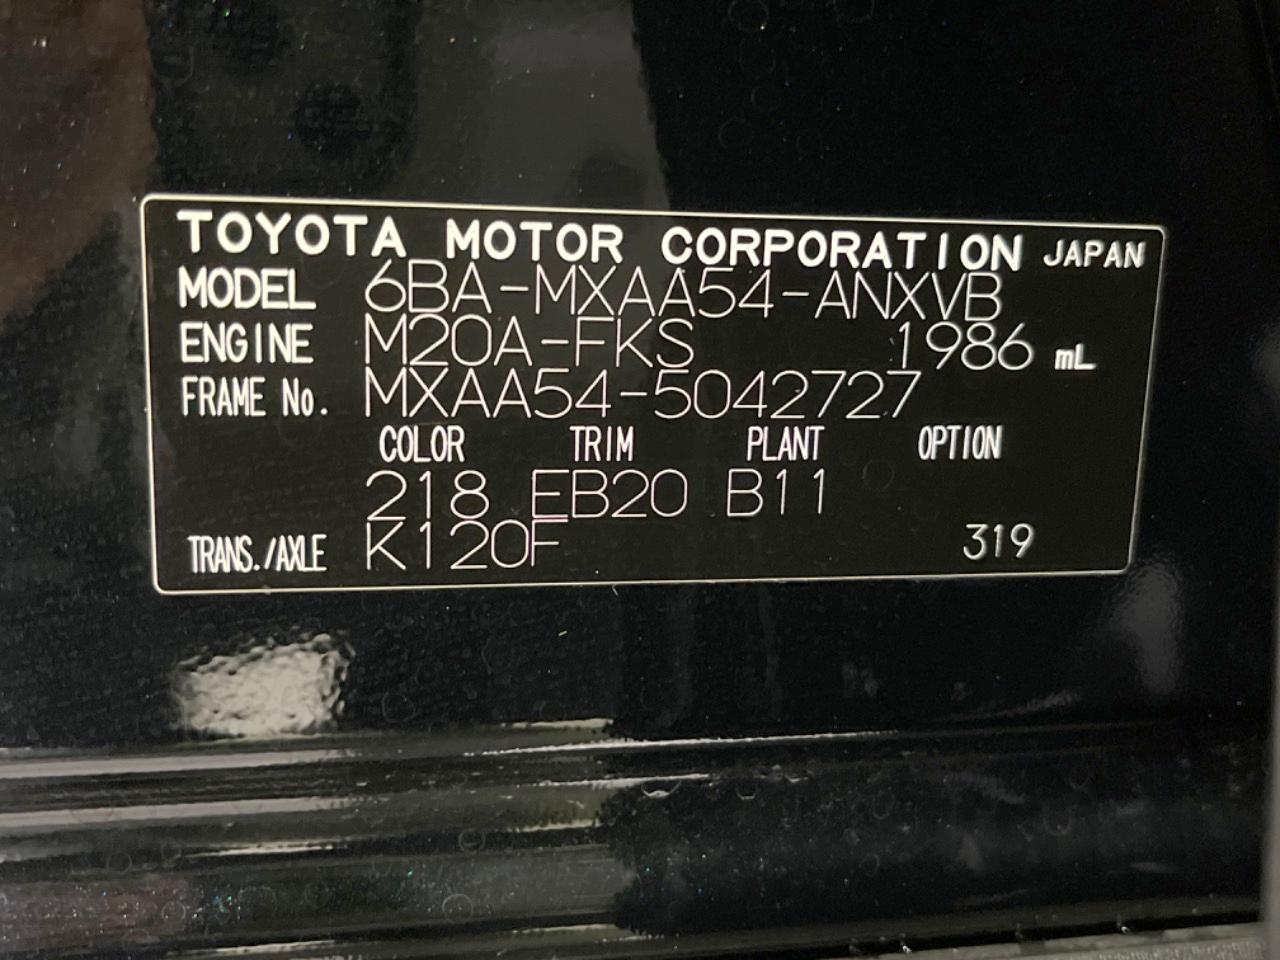 TOYOTA MOTOR CORPORATION JAPAN
MODEL 6BA-MXAA54-ANXVB
ENGINE M20A-FKS 1986 mL
FRAME No. MXAA54-5042727
COLOR TRIM PLANT OPTION
218 EB20 B11
TRANS./AXLE K120F 319